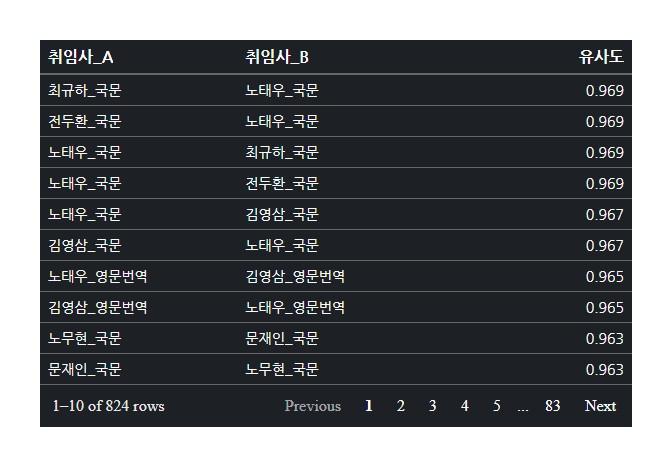 취임사_A 취임사_B 유사도
최규하_국문 노태우_국문 0.969
전두환_국문 노태우_국문 0.969
노태우_국문 최규하_국문 0.969
노태우_국문 전두환_국문 0.969
노태우_국문 김영삼_국문 0.967
김영삼_국문 노태우_국문 0.967
노태우_영문번역 김영삼_영문번역 0.965
김영삼_영문번역 노태우_영문번역 0.965
노무현_국문 문재인_국문 0.963
문재인_국문 노무현_국문 0.963
1–10 of 824 rows Previous 1 2 3 4 5 ... 83 Next